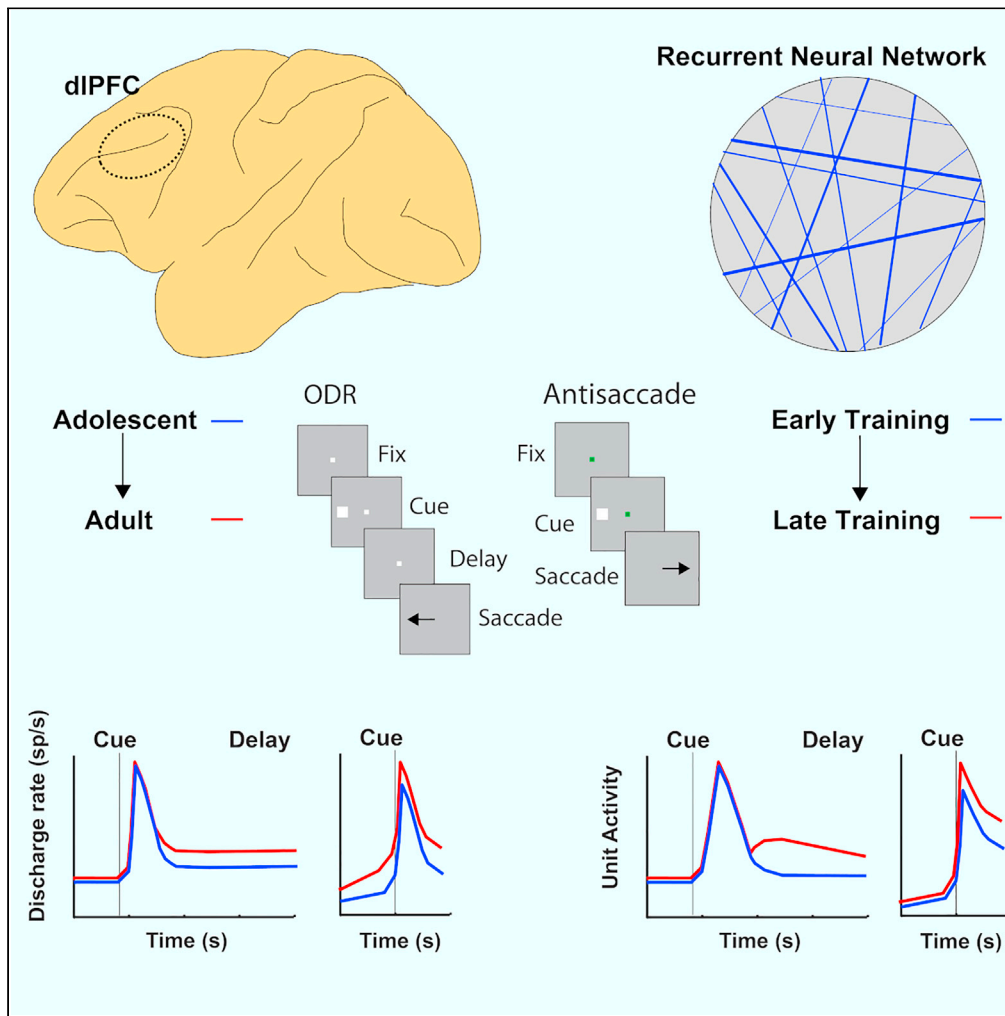 dlPFC
Recurrent Neural Network
Adolescent
Adult
ODR
Fix
Cue
Delay
Saccade
Antisaccade
Fix
Cue
Saccade
Early Training
Late Training
Discharge rate (sp/s)
Cue
Delay
Time (s)
Cue
Time (s)
Unit Activity
Cue
Delay
Time (s)
Cue
Time (s)